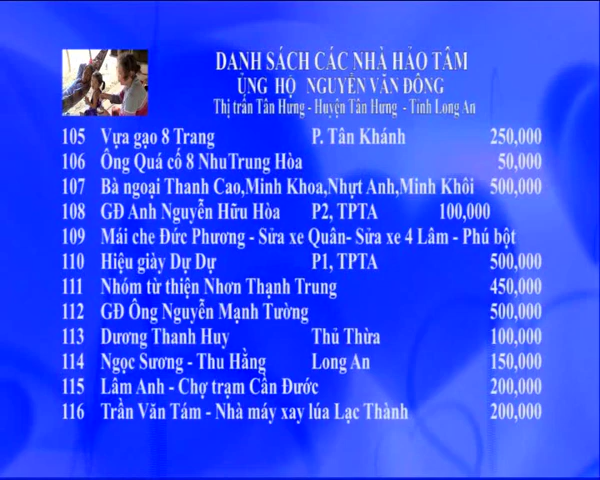 DANH SÁCH CÁC NHÀ HẢO TÂM
ỦNG HỘ NGUYỄN VĂN ĐÔNG
Thị trấn Tân Hưng - Huyện Tân Hưng - Tỉnh Long An
105 Vựa gạo 8 Trang P. Tân Khánh 250,000
106 Ông Quá cố 8 NhuTrung Hòa 50,000
107 Bà ngoại Thanh Cao,Minh Khoa,Nhựt Anh,Minh Khôi 500,000
108 GĐ Anh Nguyễn Hữu Hòa P2, TPTA 100,000
109 Mái che Đức Phương - Sửa xe Quân- Sửa xe 4 Lâm - Phú bột
110 Hiệu giày Dự Dự P1, TPTA 500,000
111 Nhóm từ thiện Nhơn Thạnh Trung 450,000
112 GĐ Ông Nguyễn Mạnh Tường 500,000
113 Dương Thanh Huy Thủ Thừa 100,000
114 Ngọc Sương - Thu Hằng Long An 150,000
115 Lâm Anh - Chợ trạm Cần Đước 200,000
116 Trần Văn Tám - Nhà máy xay lúa Lạc Thành 200,000